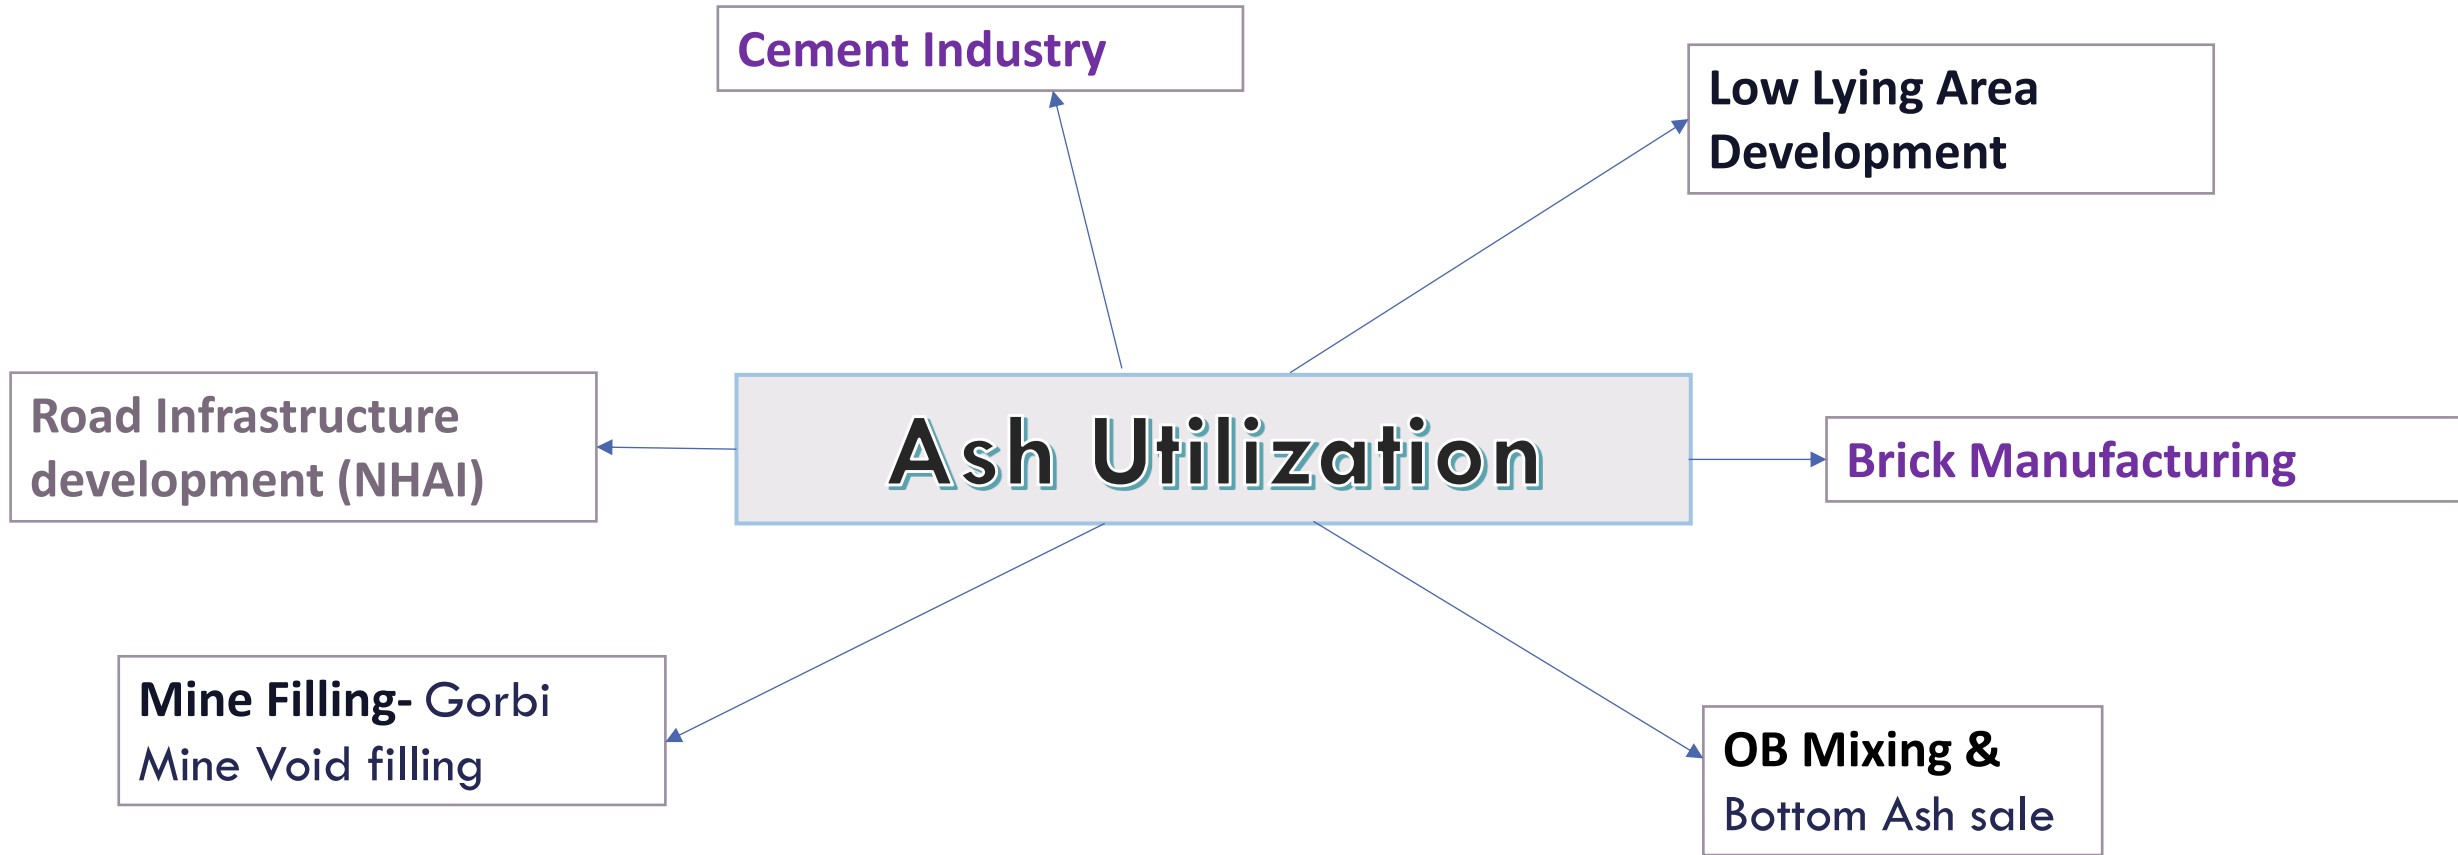 Cement Industry
Low Lying Area
Development
Road Infrastructure
development (NHAI)
Ash Utilization
Brick Manufacturing
Mine Filling- Gorbi
Mine Void filling
OB Mixing &
Bottom Ash sale